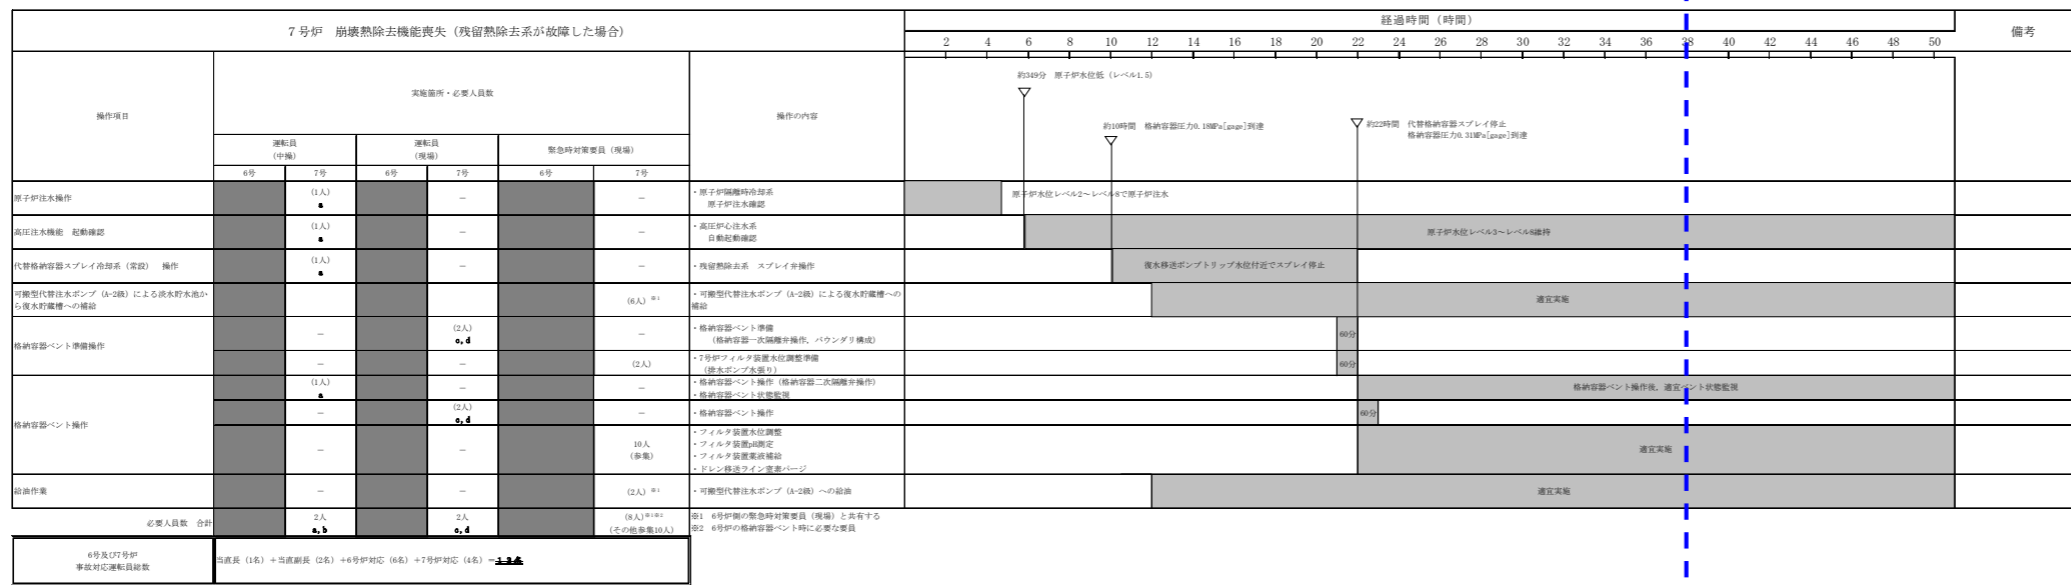 7号炉 崩壊熱除去機能喪失（残留熱除去系が故障した場合）
経過時間（時間）
備考
2 4 6 8 10 12 14 16 18 20 22 24 26 28 30 32 34 36 38 40 42 44 46 48 50
操作項目
実施箇所・必要人員数
操作の内容
運転員
（中操）
運転員
（現場）
緊急時対策要員（現場）
6号 7号 6号 7号 6号 7号
約349分 原子炉水位低（レベル1.5）
約10時間 格納容器圧力0.18MPa[gage]到達
約22時間 代替格納容器スプレイ停止
格納容器圧力0.31MPa[gage]到達
原子炉注水操作
（1人）
a
－
－
・原子炉隔離時冷却系
原子炉注水確認
原子炉水位レベル2～レベル8で原子炉注水
高圧注水機能 起動確認
（1人）
a
－
－
・高圧炉心注水系
自動起動確認
原子炉水位レベル3～レベル8維持
代替格納容器スプレイ冷却系（常設） 操作
（1人）
a
－
－
・残留熱除去系 スプレイ弁操作
復水移送ポンプトリップ水位付近でスプレイ停止
可搬型代替注水ポンプ（A-2級）による淡水貯水池か
ら復水貯蔵槽への補給
（6人）※1
・可搬型代替注水ポンプ（A-2級）による復水貯蔵槽への
補給
適宜実施
格納容器ベント準備操作
－
（2人）
c,d
－
・格納容器ベント準備
（格納容器一次隔離弁操作、バウンダリ構成）
60分
－
－
（2人）
・7号炉フィルタ装置水位調整準備
（排水ポンプ水張り）
60分
格納容器ベント操作
（1人）
a
－
－
・格納容器ベント操作（格納容器二次隔離弁操作）
・格納容器ベント状態監視
格納容器ベント操作後、適宜ベント状態監視
－
（2人）
c,d
－
・格納容器ベント操作
60分
－
－
10人
（参集）
・フィルタ装置水位調整
・フィルタ装置pH測定
・フィルタ装置薬液補給
・ドレン移送ライン窒素パージ
適宜実施
給油作業
－
－
（2人）※1
・可搬型代替注水ポンプ（A-2級）への給油
適宜実施
必要人員数 合計
2人
a,b
2人
c,d
（8人）※1※2
（その他参集10人）
※1 6号炉側の緊急時対策要員（現場）と共有する
※2 6号炉の格納容器ベント時に必要な要員
6号及び7号炉
事故対応運転員総数
当直長（1名）＋当直副長（2名）＋6号炉対応（6名）＋7号炉対応（4名）＝13名